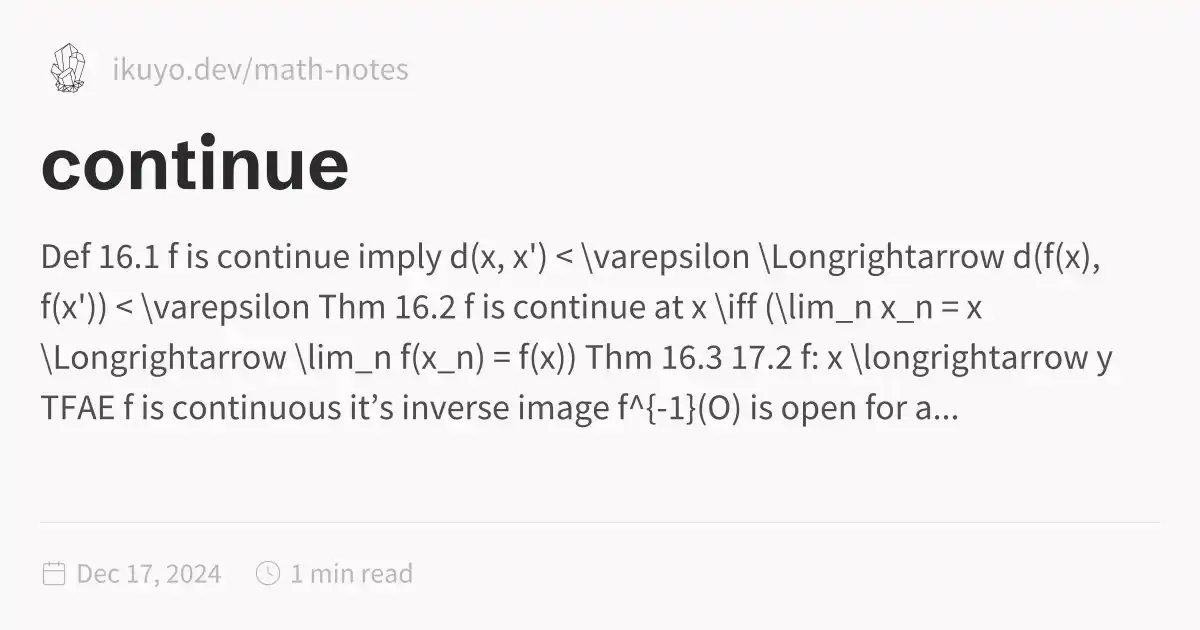 ikuyo.dev/math-notes
continue
Def 16.1 f is continue imply d(x, x') < \varepsilon \Longrightarrow d(f(x),
f(x')) < \varepsilon Thm 16.2 f is continue at x \iff (\lim_n x_n = x
\Longrightarrow \lim_n f(x_n) = f(x)) Thm 16.3 17.2 f: x \longrightarrow y
TFAE f is continuous it’s inverse image f^{-1}(O) is open for a...
Dec 17, 2024 1 min read